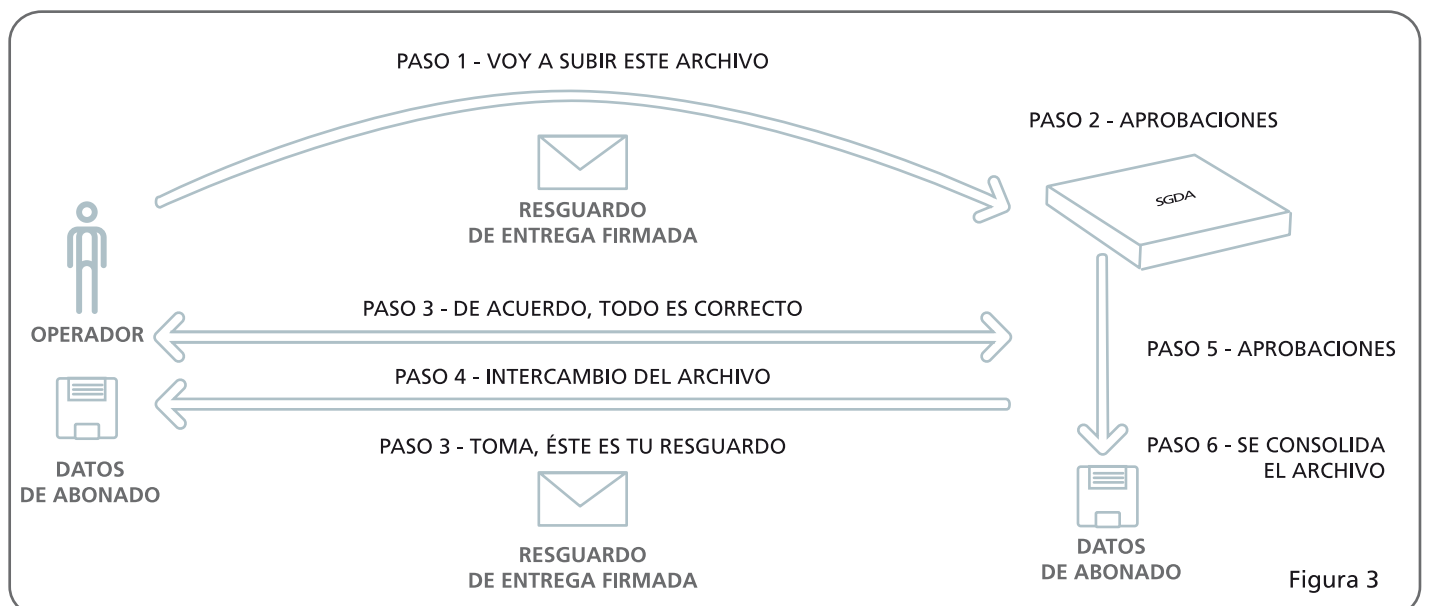 PASO 1 - VOY A SUBIR ESTE ARCHIVO
PASO 2 - APROBACIONES
SGDA
RESGUARDO
DE ENTREGA FIRMADA
OPERADOR
PASO 3 - DE ACUERDO, TODO ES CORRECTO
PASO 5 - APROBACIONES
PASO 4 - INTERCAMBIO DEL ARCHIVO
PASO 3 - TOMA, ÉSTE ES TU RESGUARDO
PASO 6 - SE CONSOLIDA
EL ARCHIVO
DATOS
DE ABONADO
RESGUARDO
DE ENTREGA FIRMADA
DATOS
DE ABONADO
Figura 3